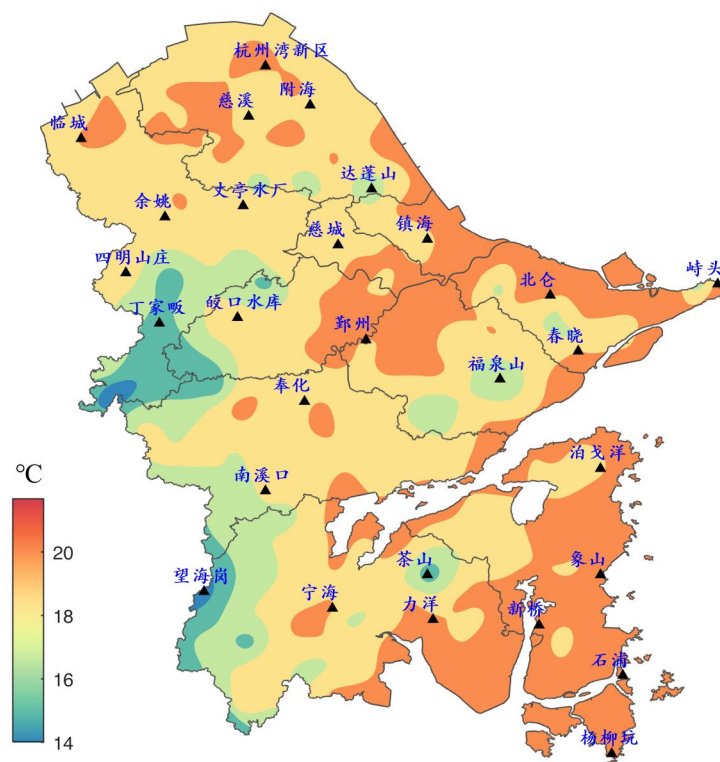 杭州湾新区
附海
慈溪
临城
达蓬山
丈亭水厂
余姚
镇海
慈城
四明山庄
峙头
北仑
皎口水库
丁家畈
鄞州
春晓
福泉山
奉化
泊戈洋
℃
南溪口
20
茶山
象山
望海岗
18
宁海
力洋
新桥
16
石浦
14
杨柳坑